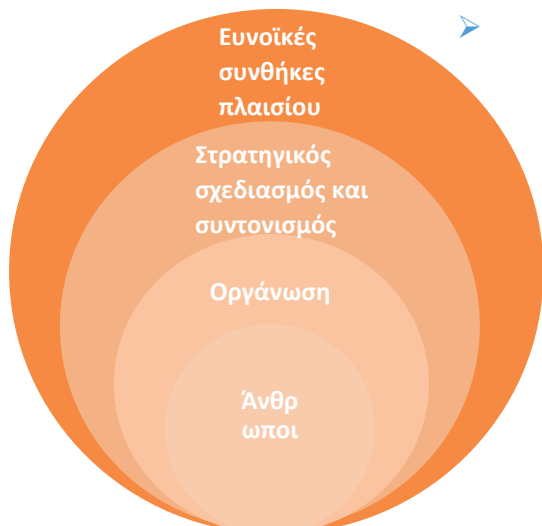 Ευνοϊκές
συνθήκες
πλαισίου
Στρατηγικός
σχεδιασμός και
συντονισμός
Οργάνωση
Άνθρ
ωποι